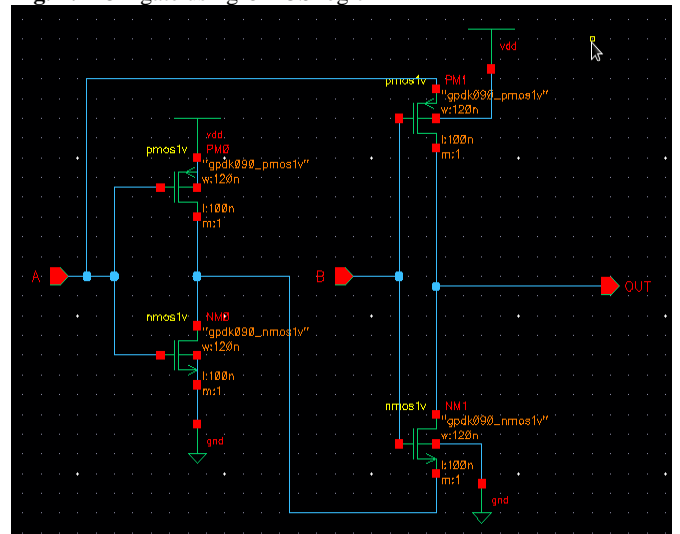 vdd
pmos1v PM1
"gpdk090_pmos1v"
w:120n
l:100n
m:1
vdd
pmos1v PM0
"gpdk090_pmos1v"
w:120n
l:100n
m:1
A
B
OUT
nmos1v NM0
"gpdk090_nmos1v"
w:120n
l:100n
m:1
gnd
nmos1v NM1
"gpdk090_nmos1v"
w:120n
l:100n
m:1
gnd